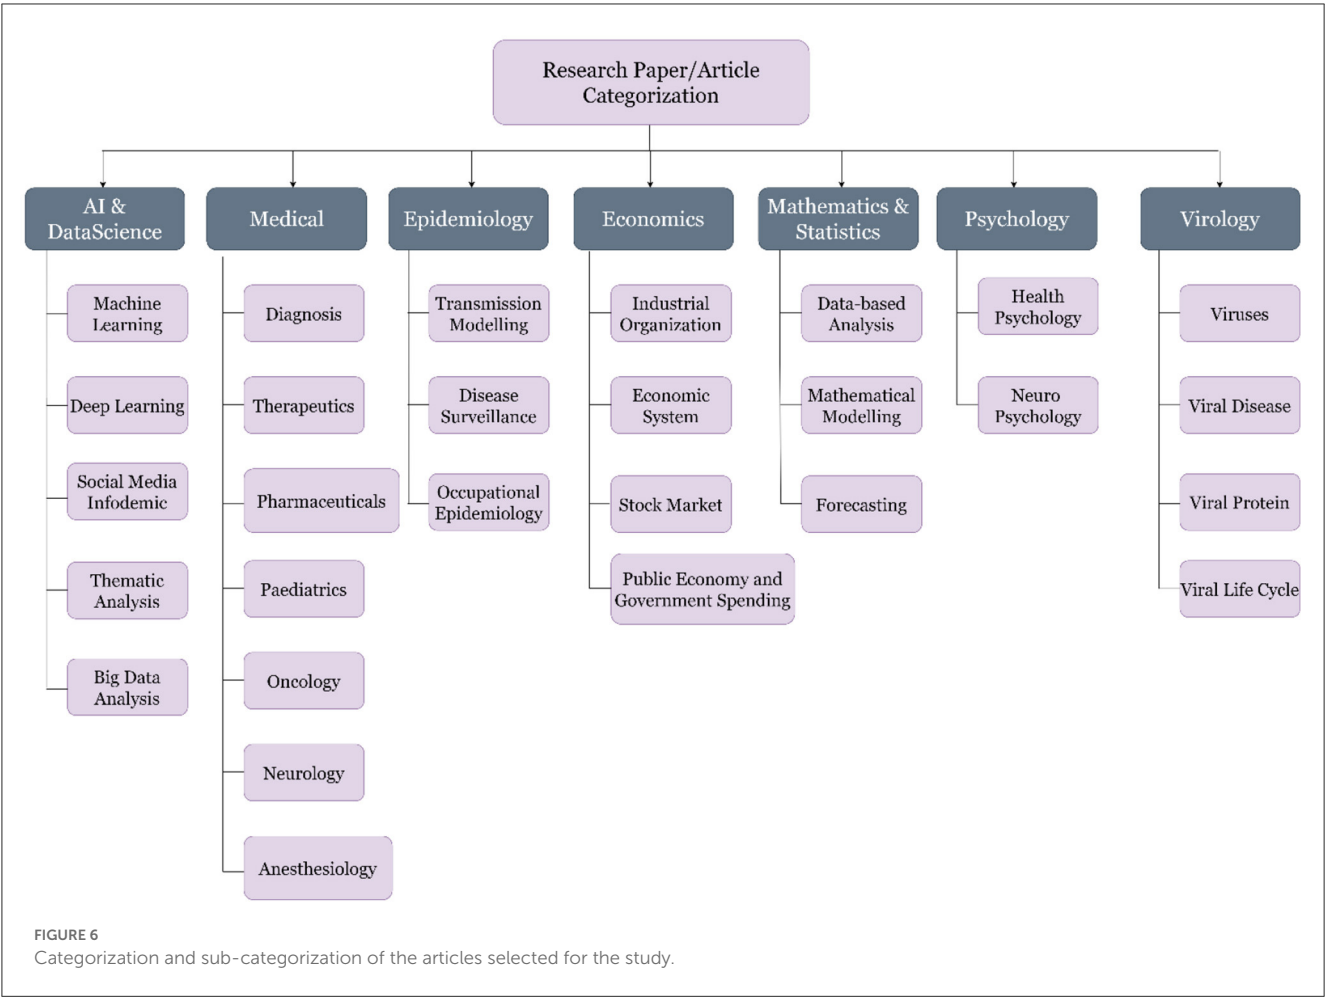 Research Paper/Article
Categorization
AI &
DataScience
Machine
Learning
Deep Learning
Social Media
Infodemic
Thematic
Analysis
Big Data
Analysis
Medical
Diagnosis
Therapeutics
Pharmaceuticals
Paediatrics
Oncology
Neurology
Anesthesiology
Epidemiology
Transmission
Modelling
Disease
Surveillance
Occupational
Epidemiology
Economics
Industrial
Organization
Economic
System
Stock Market
Public Economy and
Government Spending
Mathematics &
Statistics
Data-based
Analysis
Mathematical
Modelling
Forecasting
Psychology
Health
Psychology
Neuro
Psychology
Virology
Viruses
Viral Disease
Viral Protein
Viral Life Cycle
FIGURE 6
Categorization and sub-categorization of the articles selected for the study.